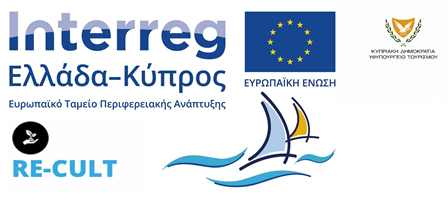 Interreg
Ελλάδα–Κύπρος
Ευρωπαϊκό Ταμείο Περιφερειακής Ανάπτυξης
ΕΥΡΩΠΑΪΚΗ ΕΝΩΣΗ
ΚΥΠΡΙΑΚΗ ΔΗΜΟΚΡΑΤΙΑ
ΥΦΥΠΟΥΡΓΕΙΟ ΤΟΥΡΙΣΜΟΥ
RE-CULT